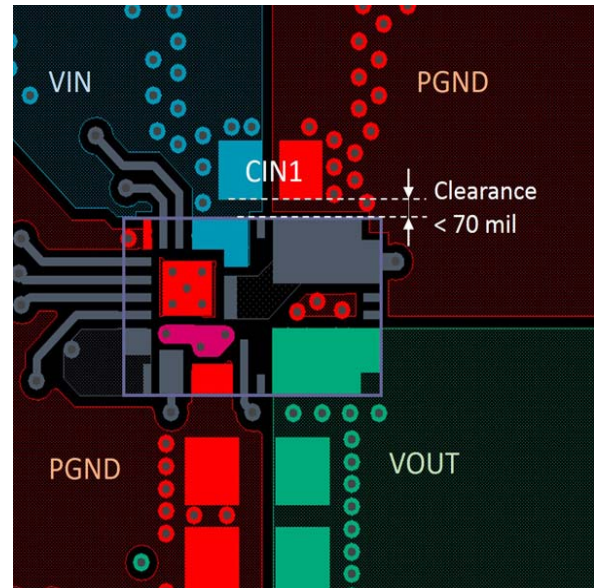 VIN
PGND
CIN1
Clearance
< 70 mil
PGND
VOUT